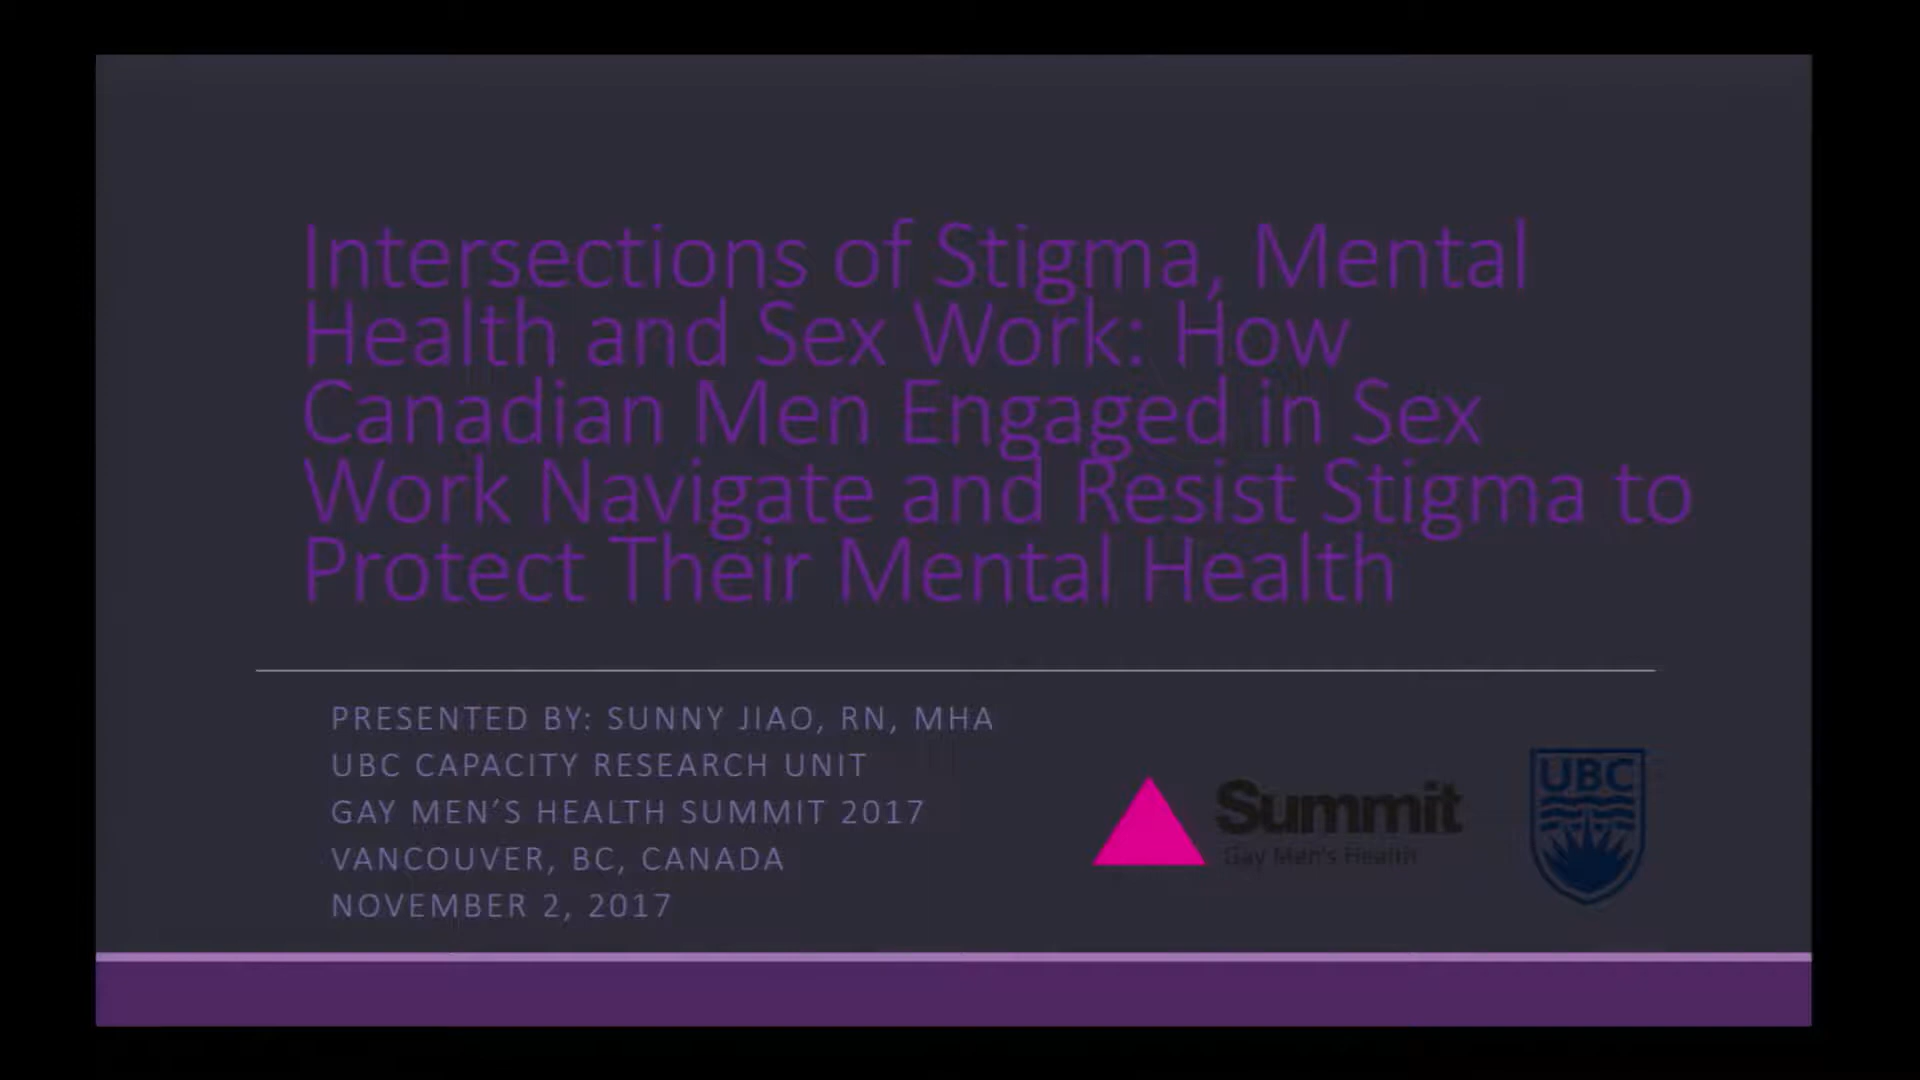 Intersections of Stigma, Mental
Health and Sex Work: How
Canadian Men Engaged in Sex
Work Navigate and Resist Stigma to
Protect Their Mental Health
PRESENTED BY: SUNNY JIAO, RN, MHA
UBC CAPACITY RESEARCH UNIT
GAY MEN’S HEALTH SUMMIT 2017
VANCOUVER, BC, CANADA
NOVEMBER 2, 2017
Summit
Gay Men's Health
UBC